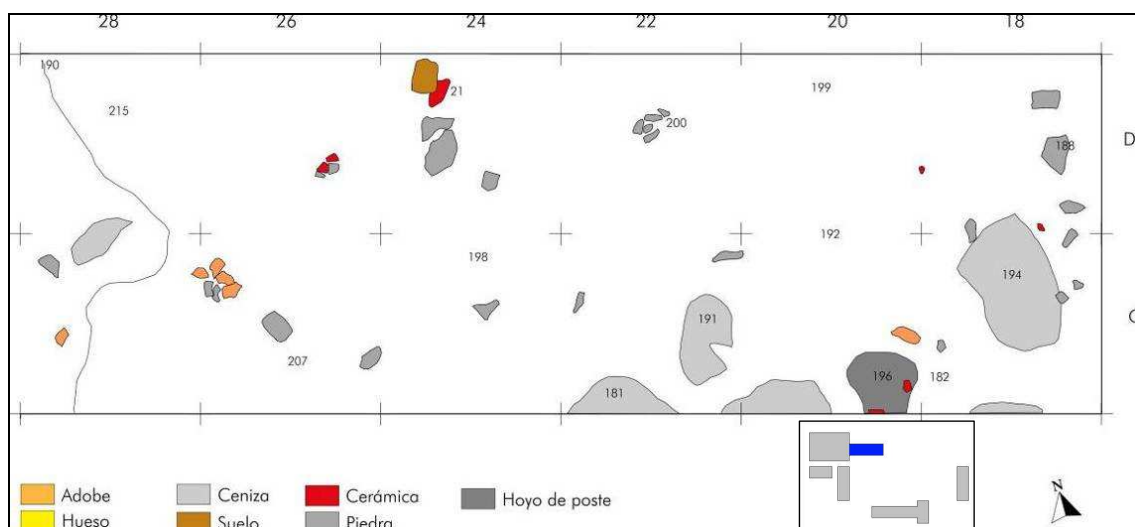 28 26 24 22 20 18
190
215 21 200 199 D
188
198 192
194
191
207 196 182
181
Adobe Ceniza Cerámica Hoyo de poste
Hueso Suelo Piedra
N